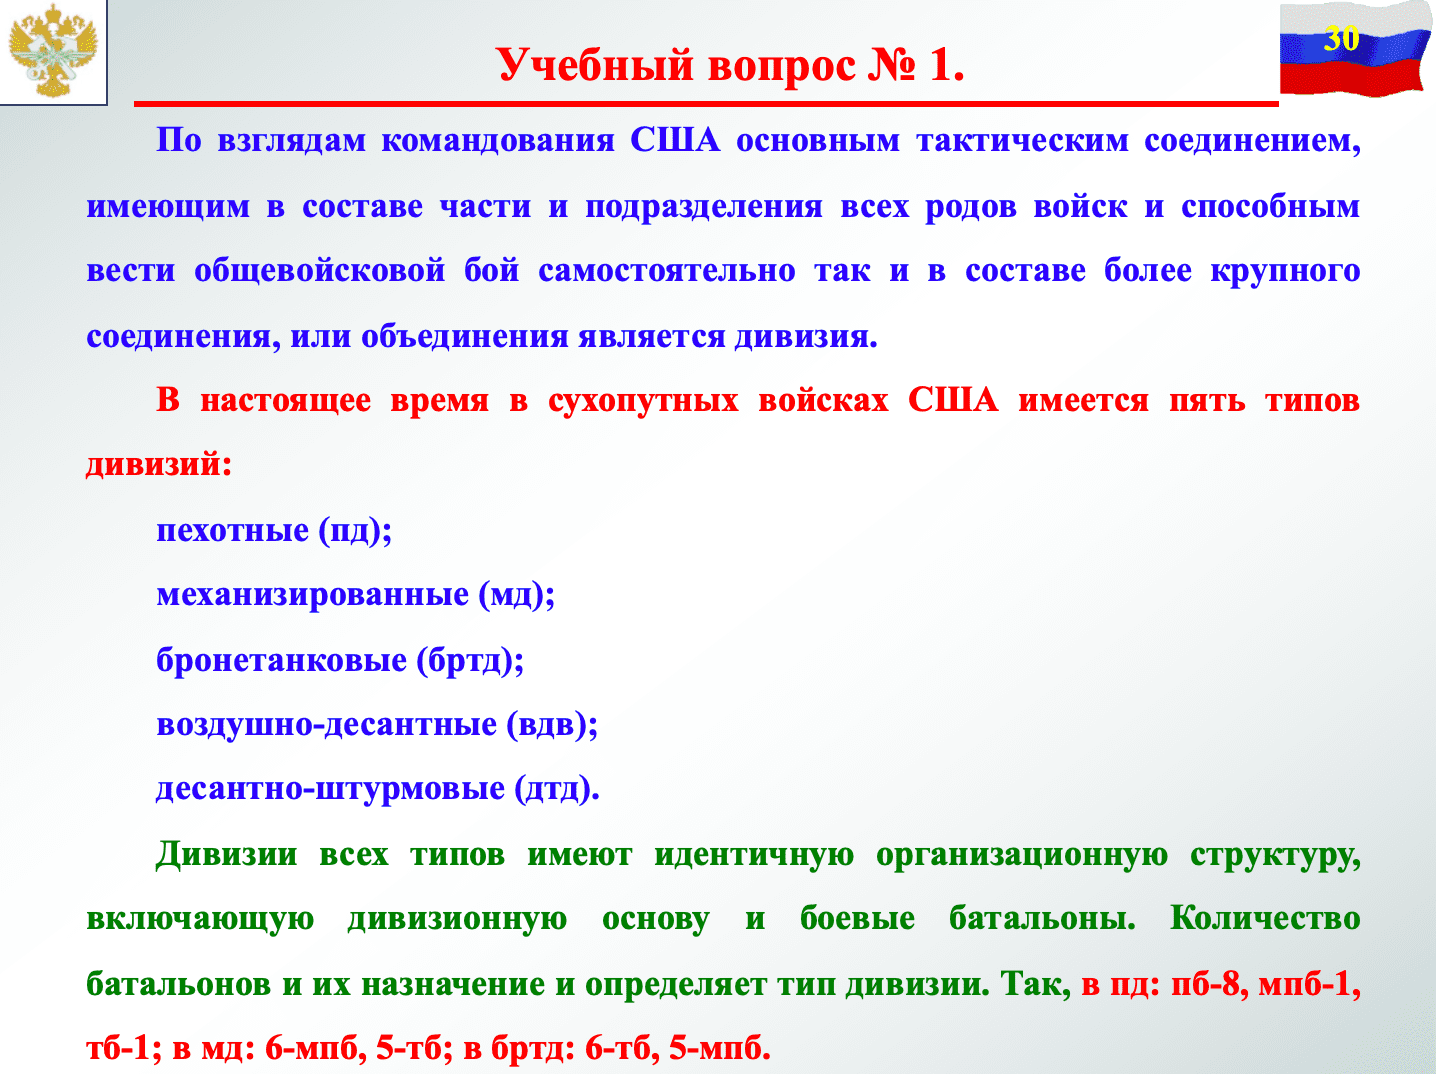 30
Учебный вопрос № 1.
По взглядам командования США основным тактическим соединением,
имеющим в составе части и подразделения всех родов войск и способным
вести общевойсковой бой самостоятельно так и в составе более крупного
соединения, или объединения является дивизия.
В настоящее время в сухопутных войсках США имеется пять типов
дивизий:
пехотные (пд);
механизированные (мд);
бронетанковые (бртд);
воздушно-десантные (вдв);
десантно-штурмовые (дтд).
Дивизии всех типов имеют идентичную организационную структуру,
включающую дивизионную основу и боевые батальоны. Количество
батальонов и их назначение и определяет тип дивизии. Так, в пд: пб-8, мпб-1,
тб-1; в мд: 6-мпб, 5-тб; в бртд: 6-тб, 5-мпб.